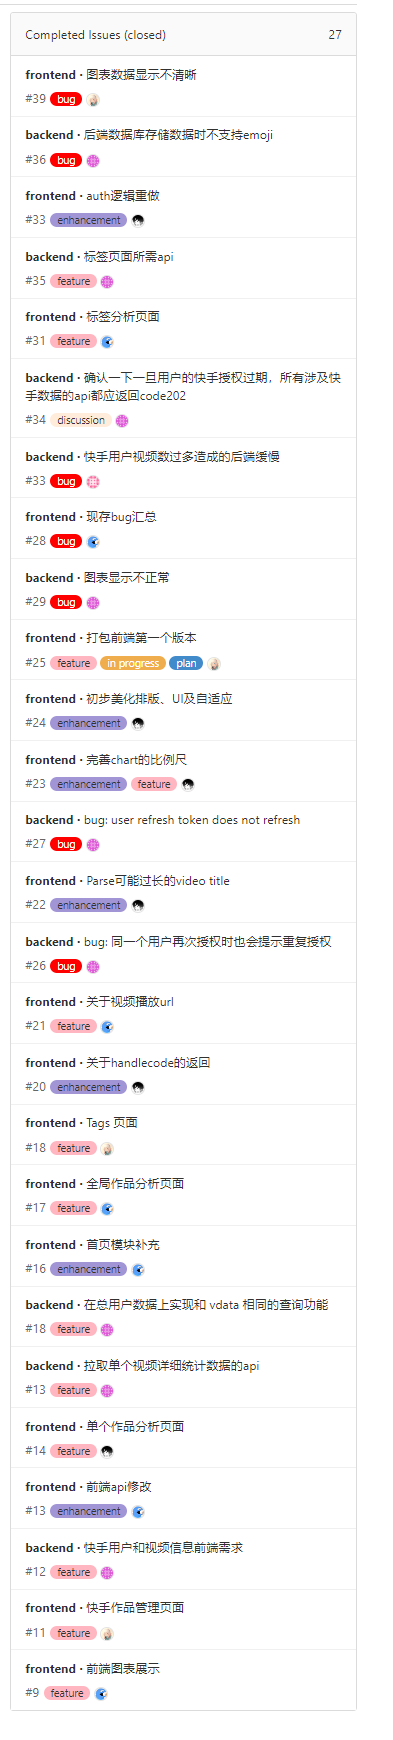 Completed Issues (closed) 27
frontend · 图表数据显示不清晰
#39 bug
backend · 后端数据库存储数据时不支持emoji
#36 bug
frontend · auth逻辑重做
#33 enhancement
backend · 标签页面所需api
#35 feature
frontend · 标签分析页面
#31 feature
backend · 确认一下一旦用户的快手授权过期，所有涉及快
手数据的api都应返回code202
#34 discussion
backend · 快手用户视频数过多造成的后端缓慢
#33 bug
frontend · 现存bug汇总
#28 bug
backend · 图表显示不正常
#29 bug
frontend · 打包前端第一个版本
#25 feature in progress plan
frontend · 初步美化排版、UI及自适应
#24 enhancement
frontend · 完善chart的比例尺
#23 enhancement feature
backend · bug: user refresh token does not refresh
#27 bug
frontend · Parse可能过长的video title
#22 enhancement
backend · bug: 同一个用户再次授权时也会提示重复授权
#26 bug
frontend · 关于视频播放url
#21 feature
frontend · 关于handlecode的返回
#20 enhancement
frontend · Tags 页面
#18 feature
frontend · 全局作品分析页面
#17 feature
frontend · 首页模块补充
#16 enhancement
backend · 在总用户数据上实现和 vdata 相同的查询功能
#18 feature
backend · 拉取单个视频详细统计数据的api
#13 feature
frontend · 单个作品分析页面
#14 feature
frontend · 前端api修改
#13 enhancement
backend · 快手用户和视频信息前端需求
#12 feature
frontend · 快手作品管理页面
#11 feature
frontend · 前端图表展示
#9 feature